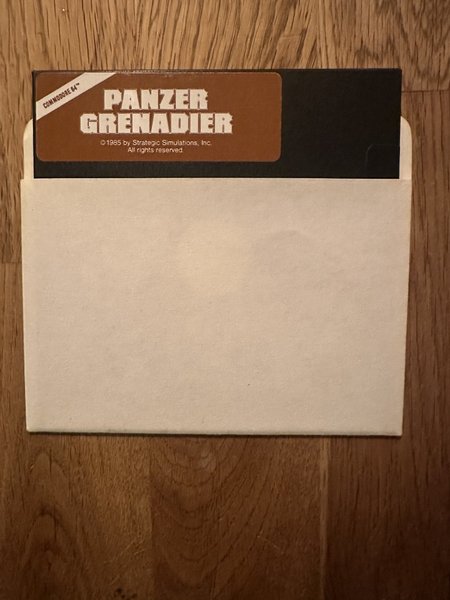 COMMODORE 64™
PANZER
GRENADIER
©1985 by Strategic Simulations, Inc.
All rights reserved.